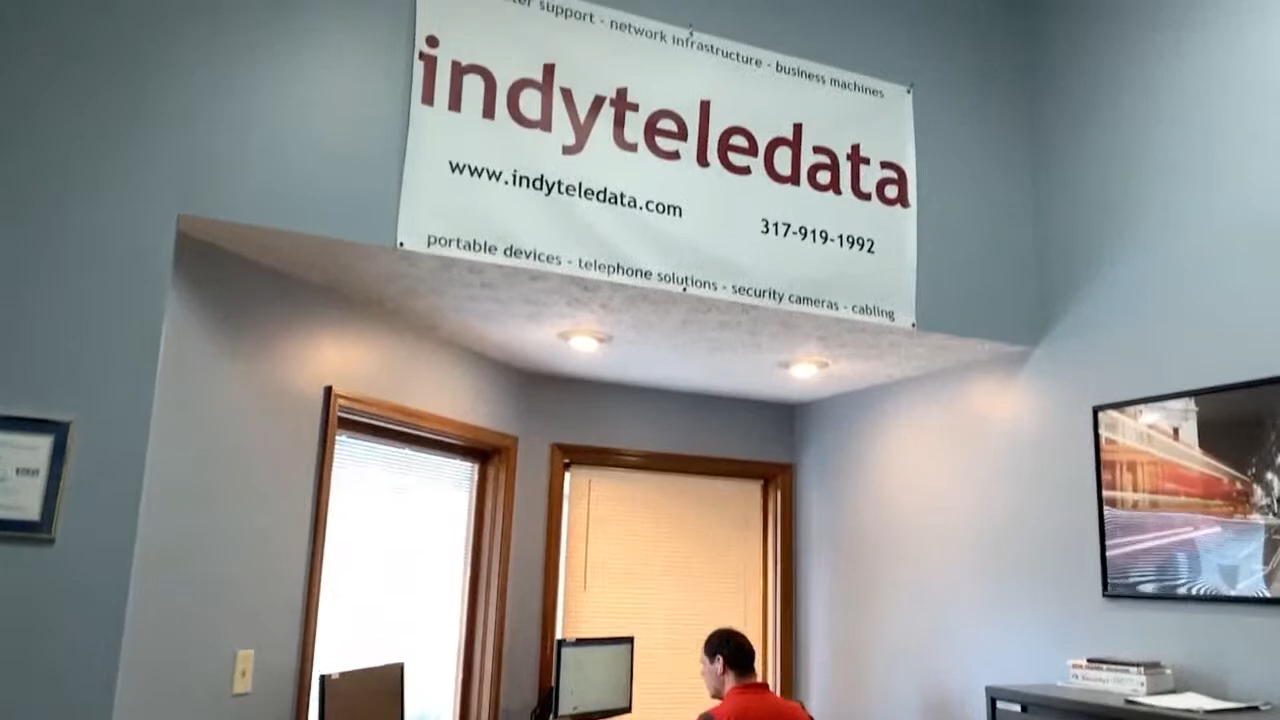 support - network infrastructure - business machines
indyteledata
www.indyteledata.com
317-919-1992
portable devices - telephone solutions - security cameras - cabling